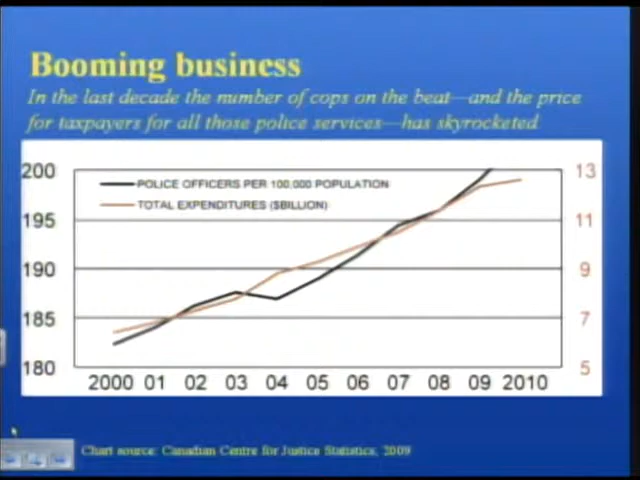 Booming business
In the last decade the number of cops on the beat—and the price
for taxpayers for all those police services—has skyrocketed
200
195
190
185
180
POLICE OFFICERS PER 100,000 POPULATION
TOTAL EXPENDITURES ($BILLION)
13
11
9
7
5
2000 01 02 03 04 05 06 07 08 09 2010
Chart source: Canadian Centre for Justice Statistics, 2009